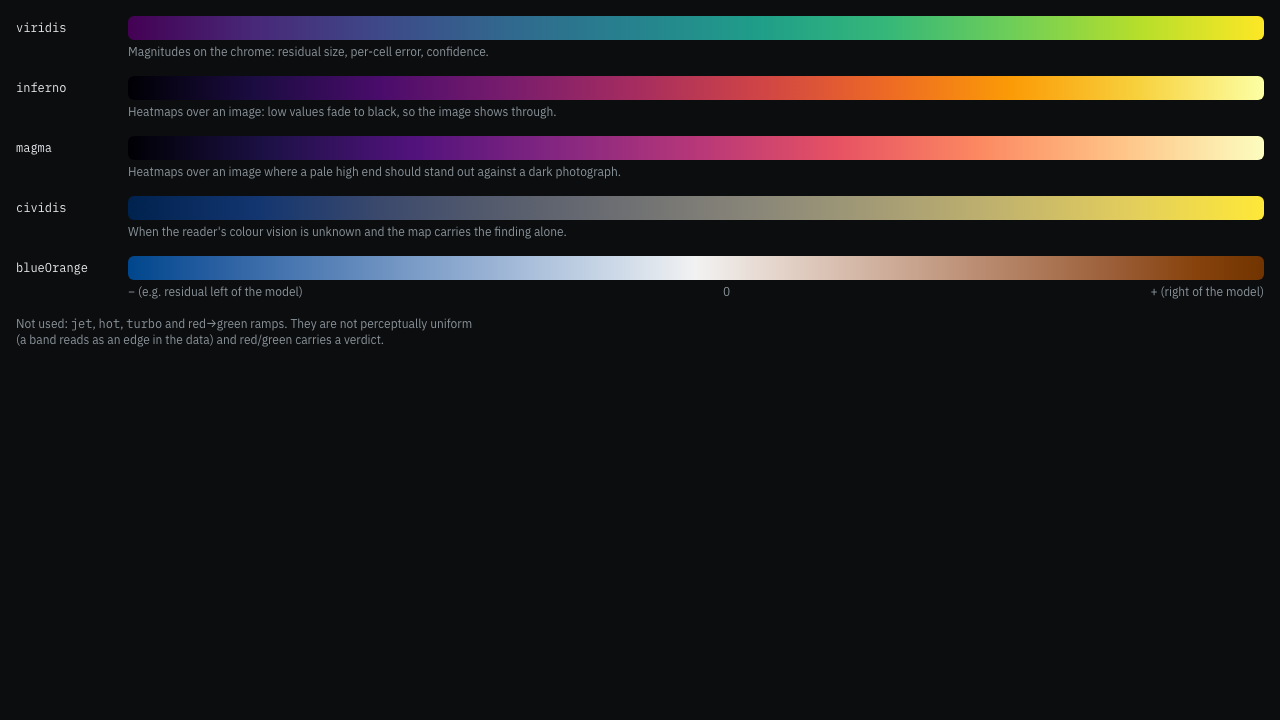 viridis
Magnitudes on the chrome: residual size, per-cell error, confidence.
inferno
Heatmaps over an image: low values fade to black, so the image shows through.
magma
Heatmaps over an image where a pale high end should stand out against a dark photograph.
cividis
When the reader's colour vision is unknown and the map carries the finding alone.
blueOrange
− (e.g. residual left of the model) 0 + (right of the model)
Not used: jet, hot, turbo and red→green ramps. They are not perceptually uniform
(a band reads as an edge in the data) and red/green carries a verdict.